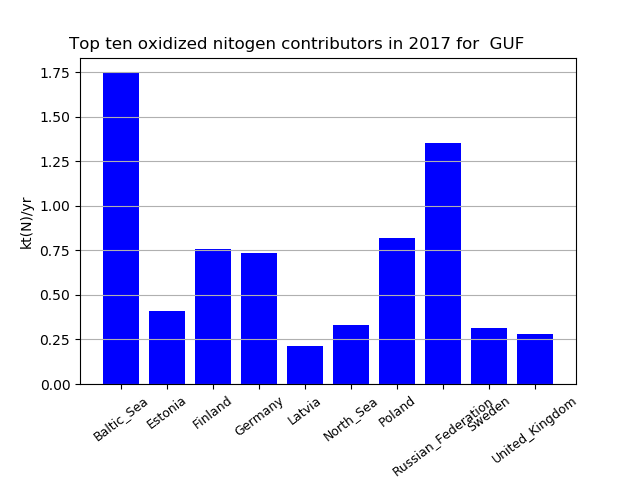 Top ten oxidized nitogen contributors in 2017 for  GUF
kt(N)/yr
1.75
1.50
1.25
1.00
0.75
0.50
0.25
0.00
Baltic_Sea
Estonia
Finland
Germany
Latvia
North_Sea
Poland
Russian_Federation
Sweden
United_Kingdom